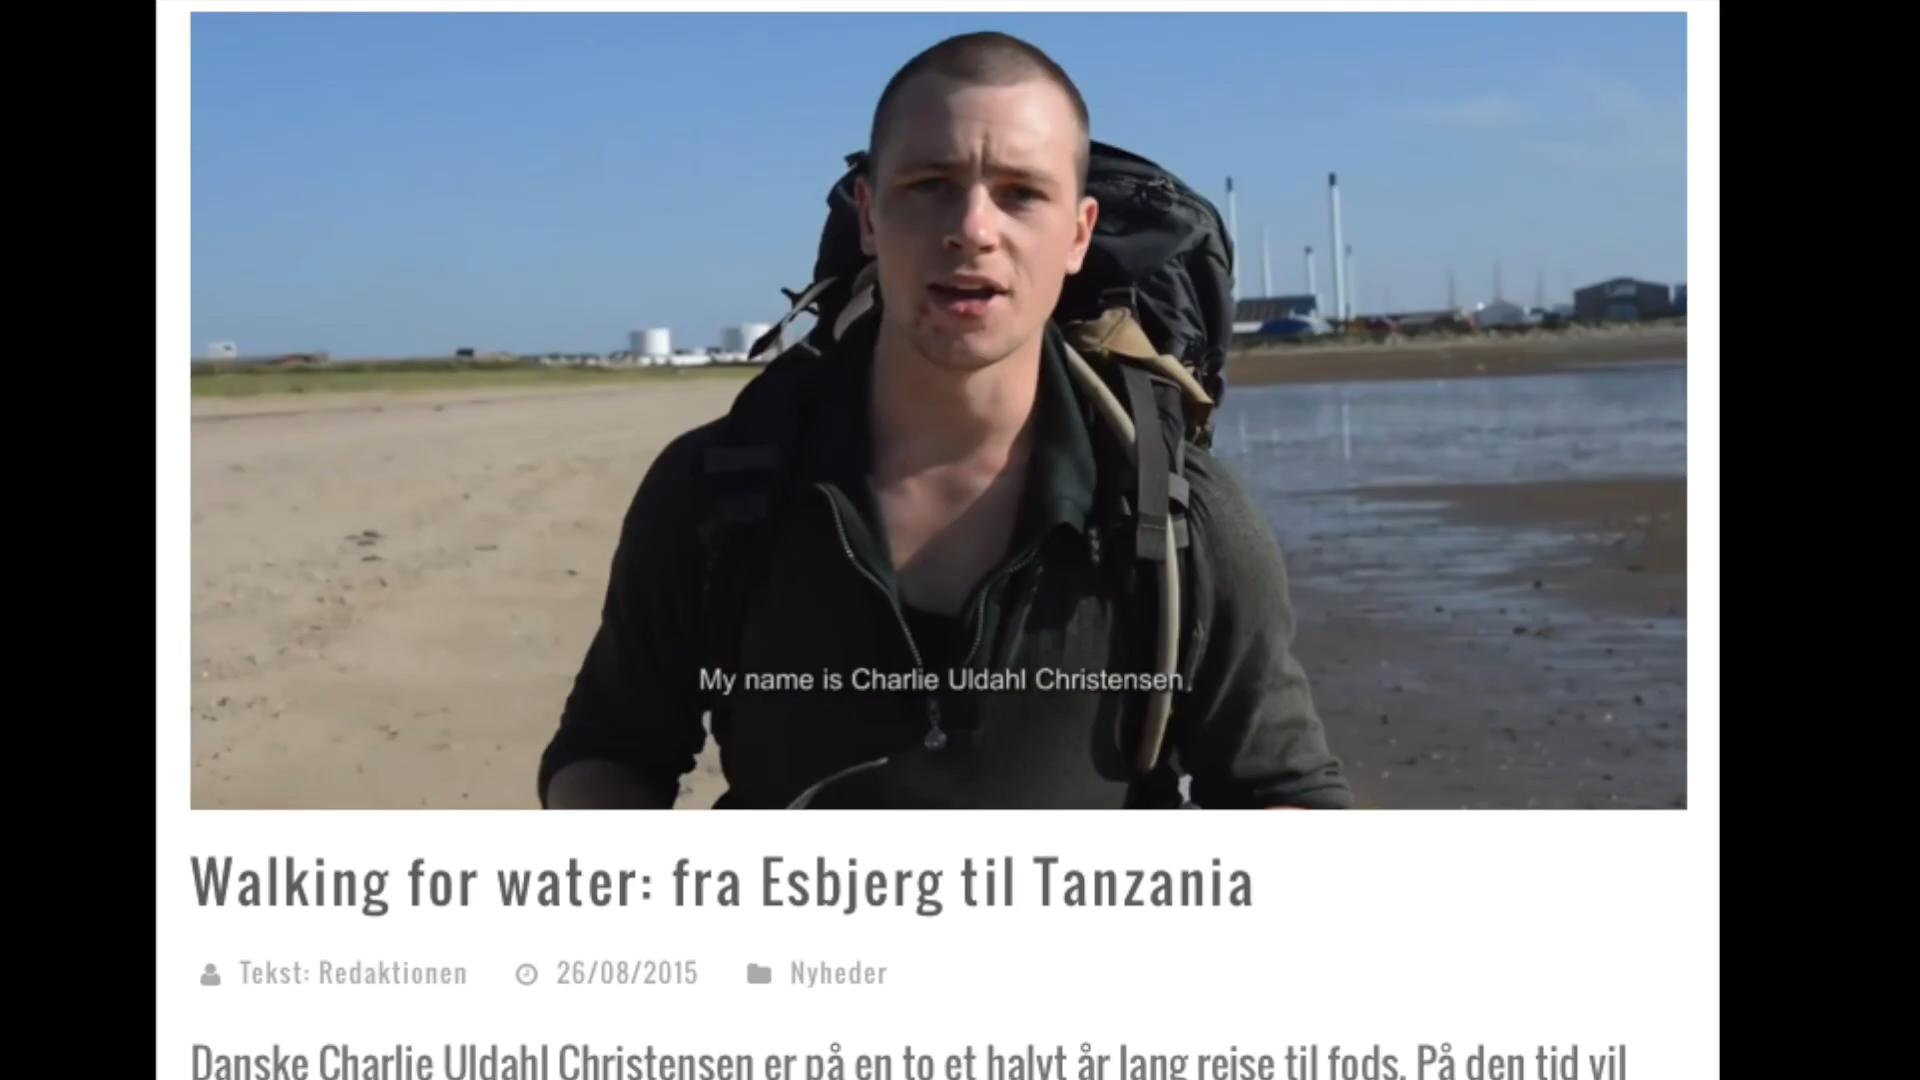 My name is Charlie Uldahl Christensen.
Walking for water: fra Esbjerg til Tanzania
Tekst: Redaktionen 26/08/2015 Nyheder
Danske Charlie Uldahl Christensen er på en to et halvt år lang rejse til fods. På den tid vil